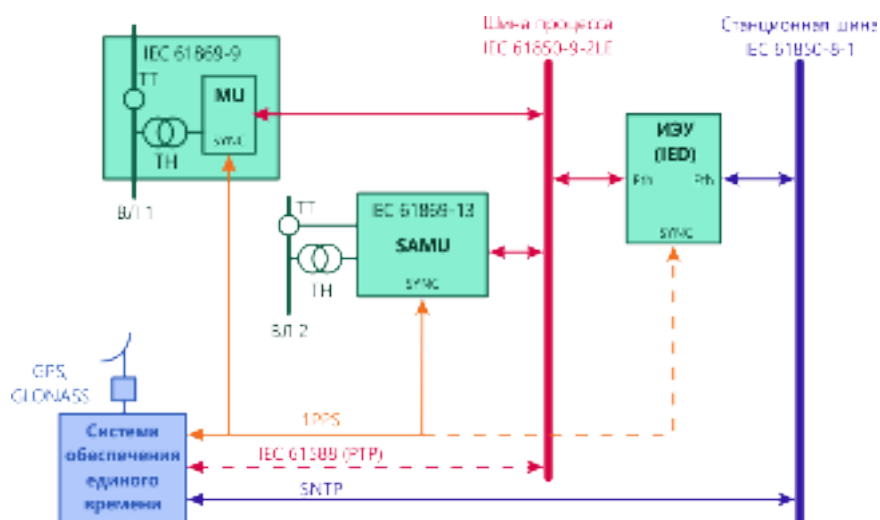 Шина процесса
IEC 61850-9-2LE
Станционная шина
IEC 61850-8-1
IEC 61869-9
ТТ
MU
SYNC
ТН
ВЛ 1
ИЭУ
(IED)
Eth
Eth
SYNC
ТТ
IEC 61869-13
SAMU
SYNC
ТН
ВЛ 2
GPS,
GLONASS
Система
обеспечения
единого
времени
1PPS
IEC 61588 (PTP)
SNTP